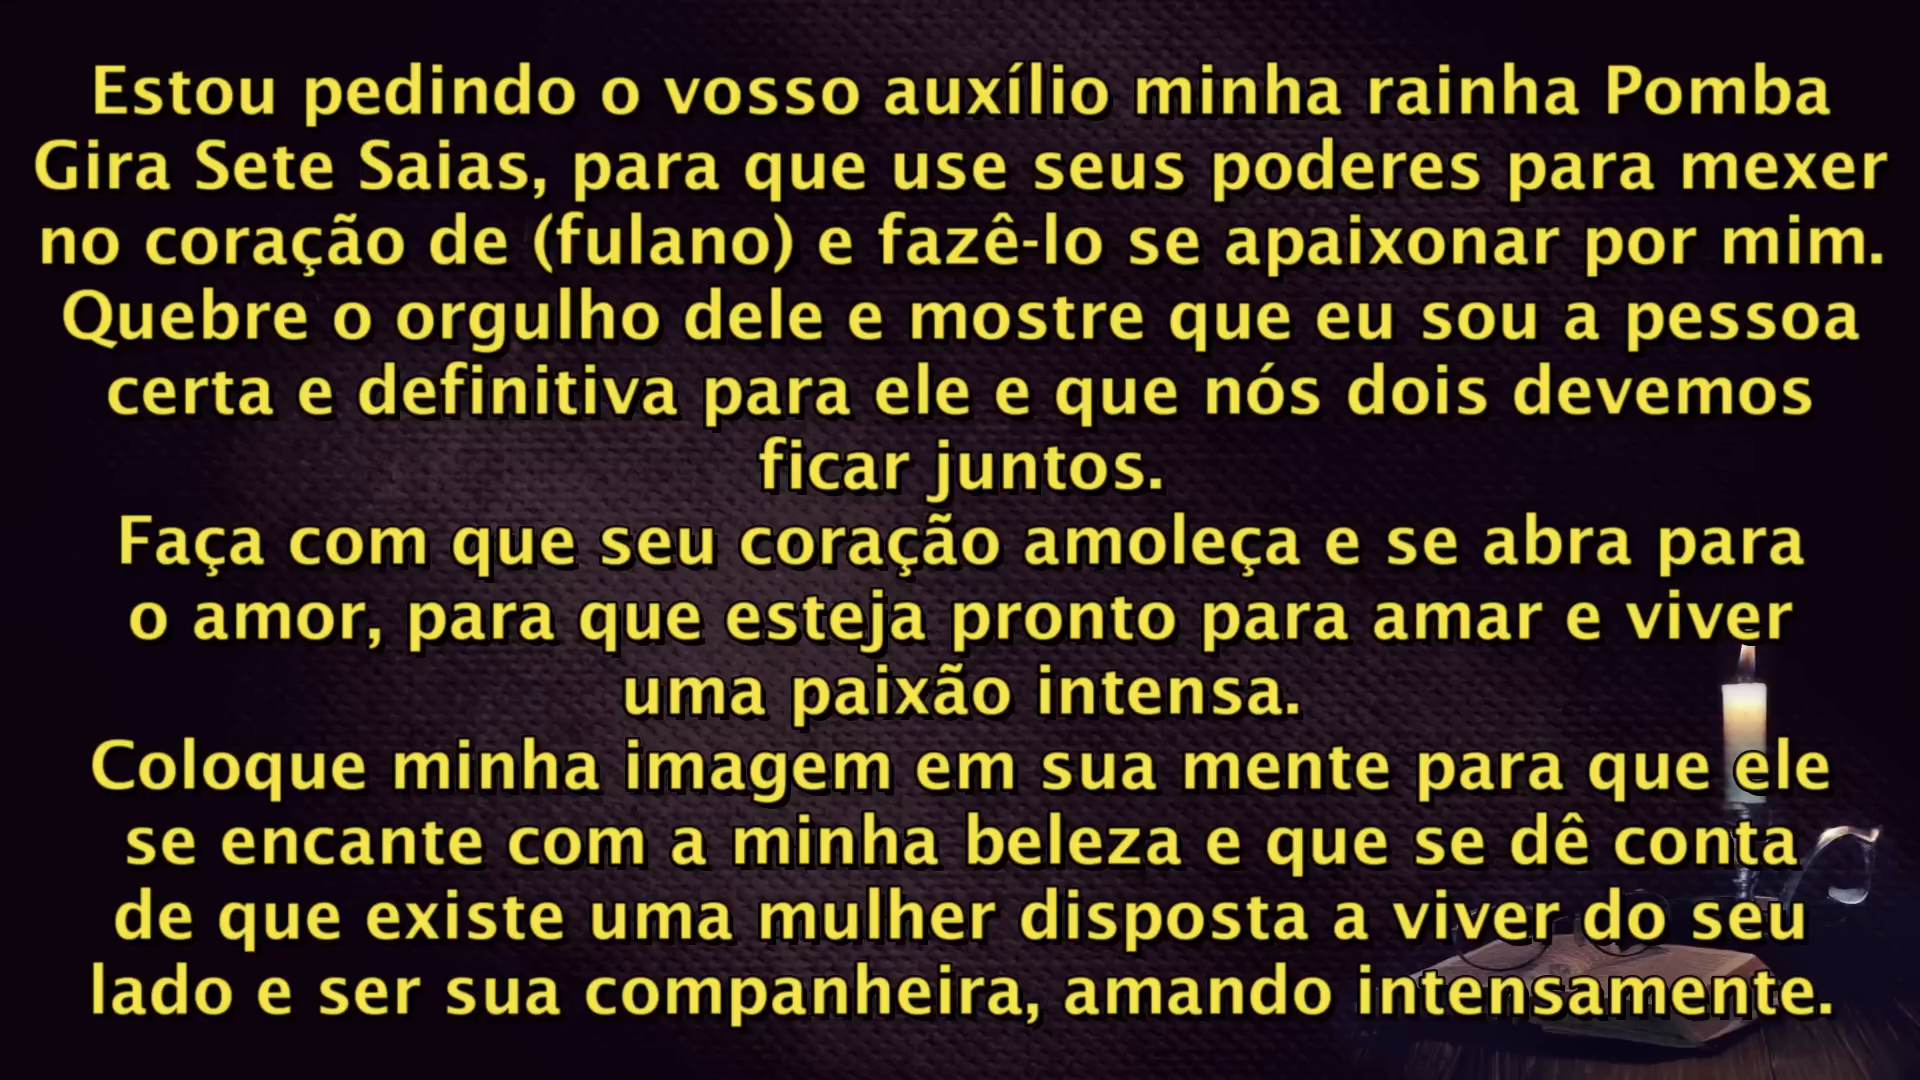 Estou pedindo o vosso auxílio minha rainha Pomba
Gira Sete Saias, para que use seus poderes para mexer
no coração de (fulano) e fazê-lo se apaixonar por mim.
Quebre o orgulho dele e mostre que eu sou a pessoa
certa e definitiva para ele e que nós dois devemos
ficar juntos.
Faça com que seu coração amoleça e se abra para
o amor, para que esteja pronto para amar e viver
uma paixão intensa.
Coloque minha imagem em sua mente para que ele
se encante com a minha beleza e que se dê conta
de que existe uma mulher disposta a viver do seu
lado e ser sua companheira, amando intensamente.